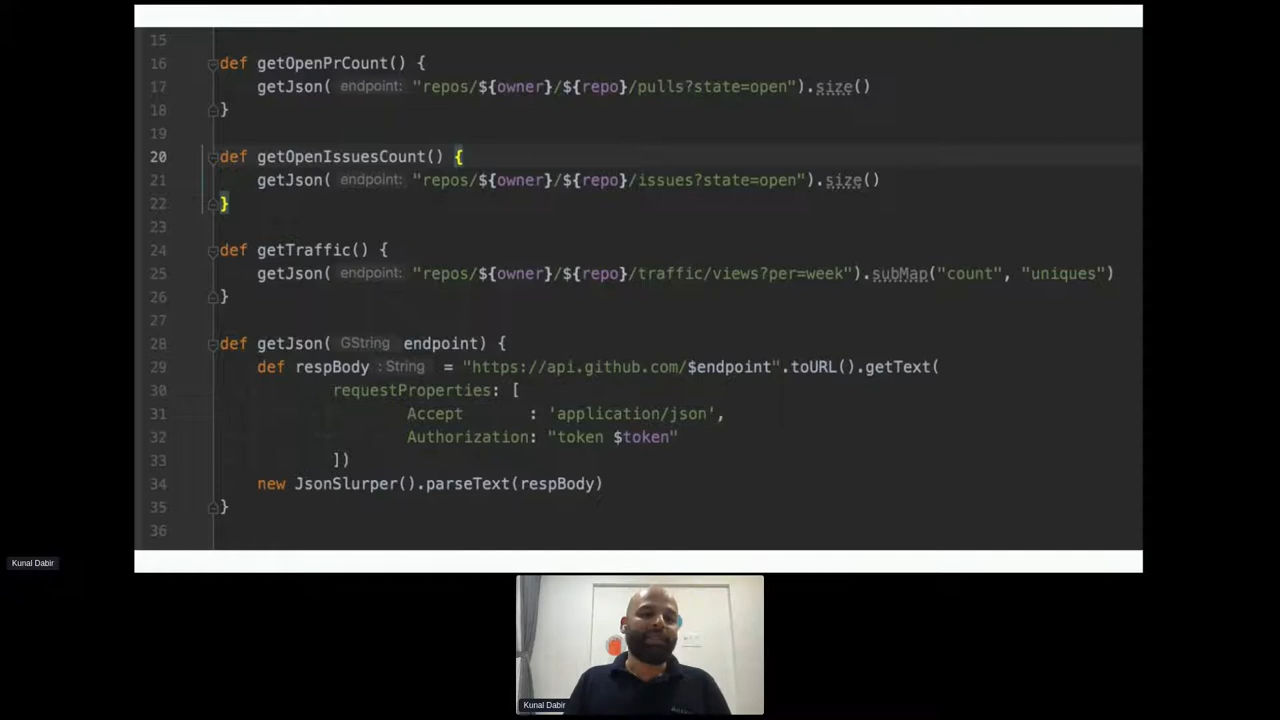 15
16 def getOpenPrCount() {
17 getJson( endpoint: "repos/${owner}/${repo}/pulls?state=open").size()
18 }
19
20 def getOpenIssuesCount() {
21 getJson( endpoint: "repos/${owner}/${repo}/issues?state=open").size()
22 }
23
24 def getTraffic() {
25 getJson( endpoint: "repos/${owner}/${repo}/traffic/views?per=week").subMap("count", "uniques")
26 }
27
28 def getJson( GString endpoint) {
29 def respBody : String = "https://api.github.com/$endpoint".toURL().getText(
30 requestProperties: [
31 Accept : 'application/json',
32 Authorization: "token $token"
33 ])
34 new JsonSlurper().parseText(respBody)
35 }
36
Kunal Dabir
Kunal Dabir